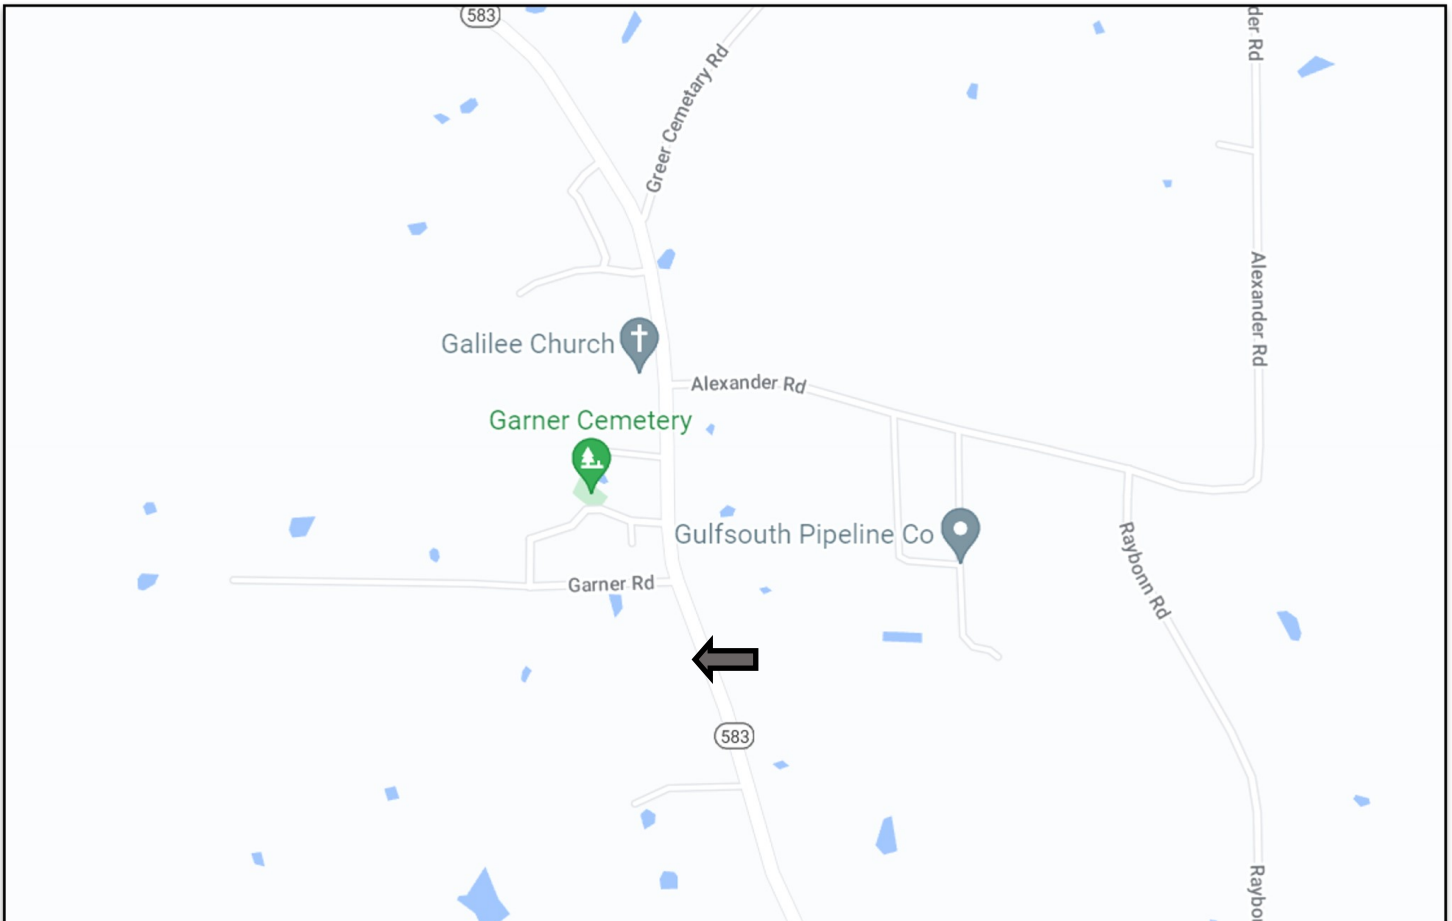 583
der Rd
Greer Cemetary Rd
Alexander Rd
Galilee Church
Alexander Rd
Garner Cemetery
Gulfsouth Pipeline Co
Raybonn Rd
Garner Rd
583
Raybo